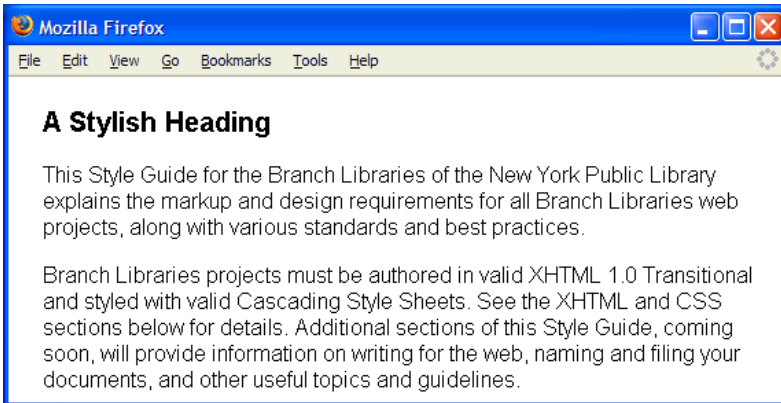 Mozilla Firefox
File Edit View Go Bookmarks Tools Help
A Stylish Heading
This Style Guide for the Branch Libraries of the New York Public Library
explains the markup and design requirements for all Branch Libraries web
projects, along with various standards and best practices.
Branch Libraries projects must be authored in valid XHTML 1.0 Transitional
and styled with valid Cascading Style Sheets. See the XHTML and CSS
sections below for details. Additional sections of this Style Guide, coming
soon, will provide information on writing for the web, naming and filing your
documents, and other useful topics and guidelines.